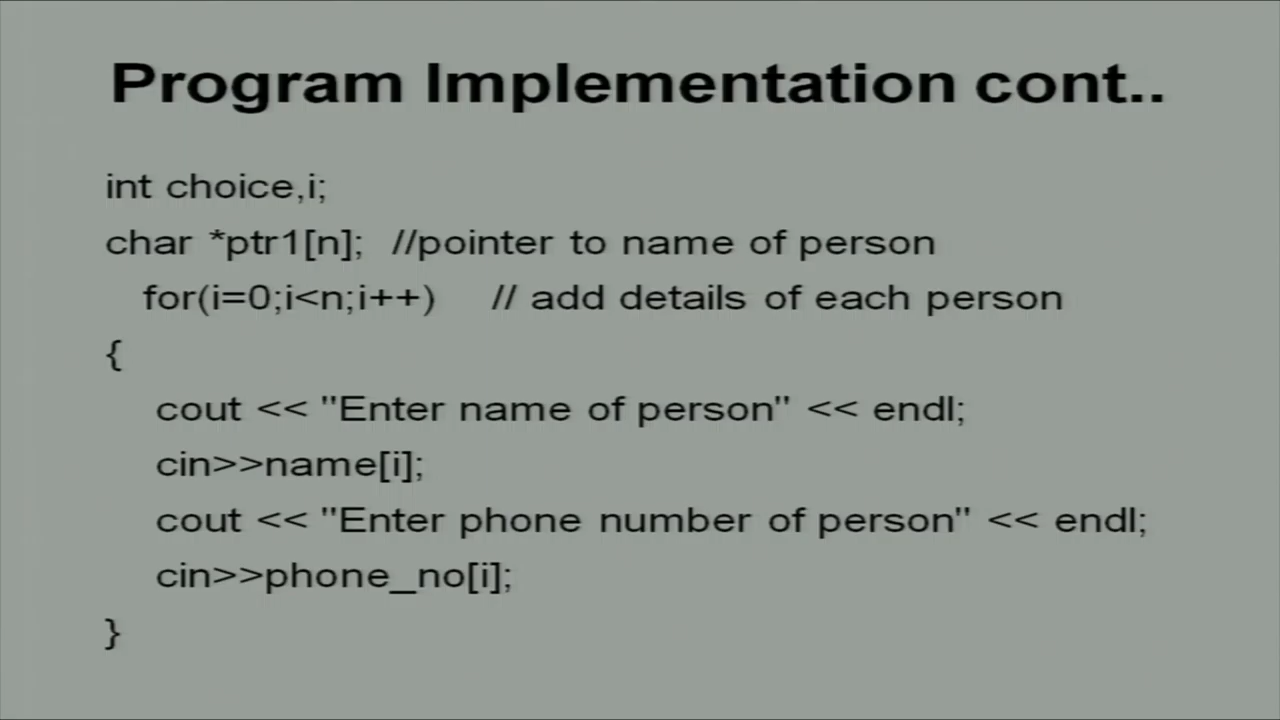 Program Implementation cont..
int choice,i;
char *ptr1[n];  //pointer to name of person
for(i=0;i<n;i++)    // add details of each person
{
cout << "Enter name of person" << endl;
cin>>name[i];
cout << "Enter phone number of person" << endl;
cin>>phone_no[i];
}